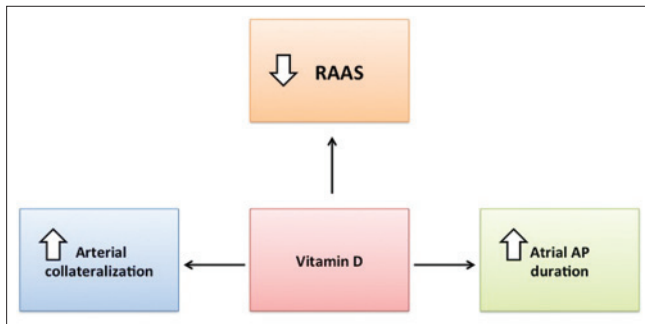 RAAS
Arterial
collateralization
Vitamin D
Atrial AP
duration